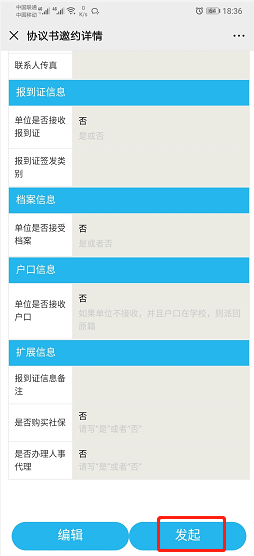 中国联通
中国移动
46 46 0 K/s
18:36
协议书邀约详情
联系人传真
报到证信息
单位是否接收
报到证
否
是或否
报到证签发类
别
档案信息
单位是否接受
档案
否
是或者否
户口信息
单位是否接收
户口
否
如果单位不接收，并且户口在学校，则派回
原籍
扩展信息
报到证信息备
注
是否购买社保
否
请写“是”或者“否”
是否办理人事
代理
否
请写“是”或者“否”
编辑
发起